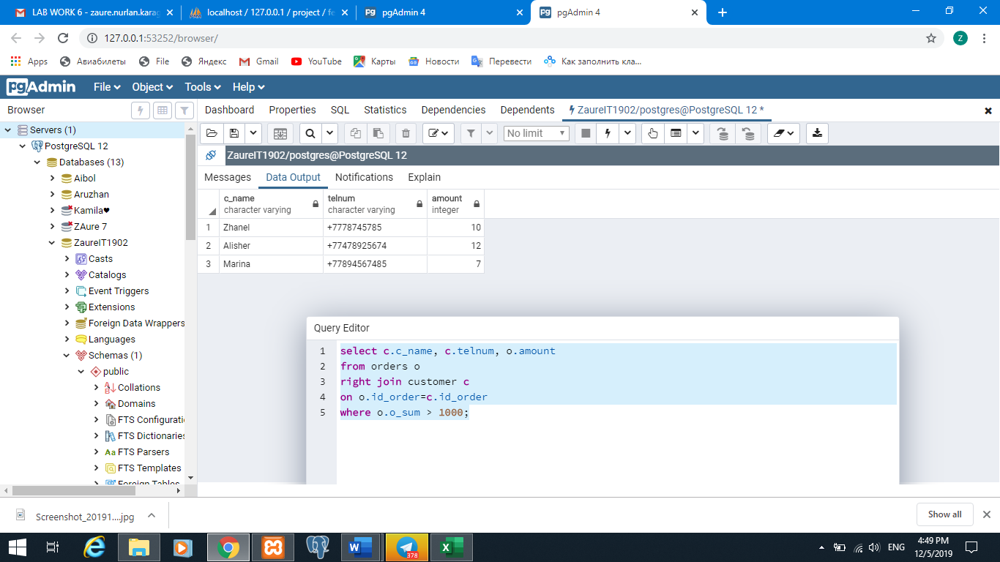 LAB WORK 6 - zaure.nurlan.karag
localhost / 127.0.0.1 / project / fe
pgAdmin 4
pgAdmin 4
127.0.0.1:53252/browser/
Z
Apps
Авиабилеты
File
Яндекс
Gmail
YouTube
Карты
Новости
Перевести
Как заполнить кла...
pgAdmin
File
Object
Tools
Help
Browser
Dashboard
Properties
SQL
Statistics
Dependencies
Dependents
ZaureIT1902/postgres@PostgreSQL 12 *
No limit
ZaureIT1902/postgres@PostgreSQL 12
Messages
Data Output
Notifications
Explain
Servers (1)
PostgreSQL 12
Databases (13)
Aibol
Aruzhan
Kamila♥
ZAure 7
ZaureIT1902
Casts
Catalogs
Event Triggers
Extensions
Foreign Data Wrappers
Languages
Schemas (1)
public
Collations
Domains
FTS Configurati
FTS Dictionaries
FTS Parsers
FTS Templates
Foreign Tables
c_name telnum amount
character varying character varying integer
1 Zhanel +7778745785 10
2 Alisher +77478925674 12
3 Marina +77894567485 7
Query Editor
1 select c.c_name, c.telnum, o.amount
2 from orders o
3 right join customer c
4 on o.id_order=c.id_order
5 where o.o_sum > 1000;
Screenshot_20191....jpg
Show all
378
ENG
4:49 PM
12/5/2019